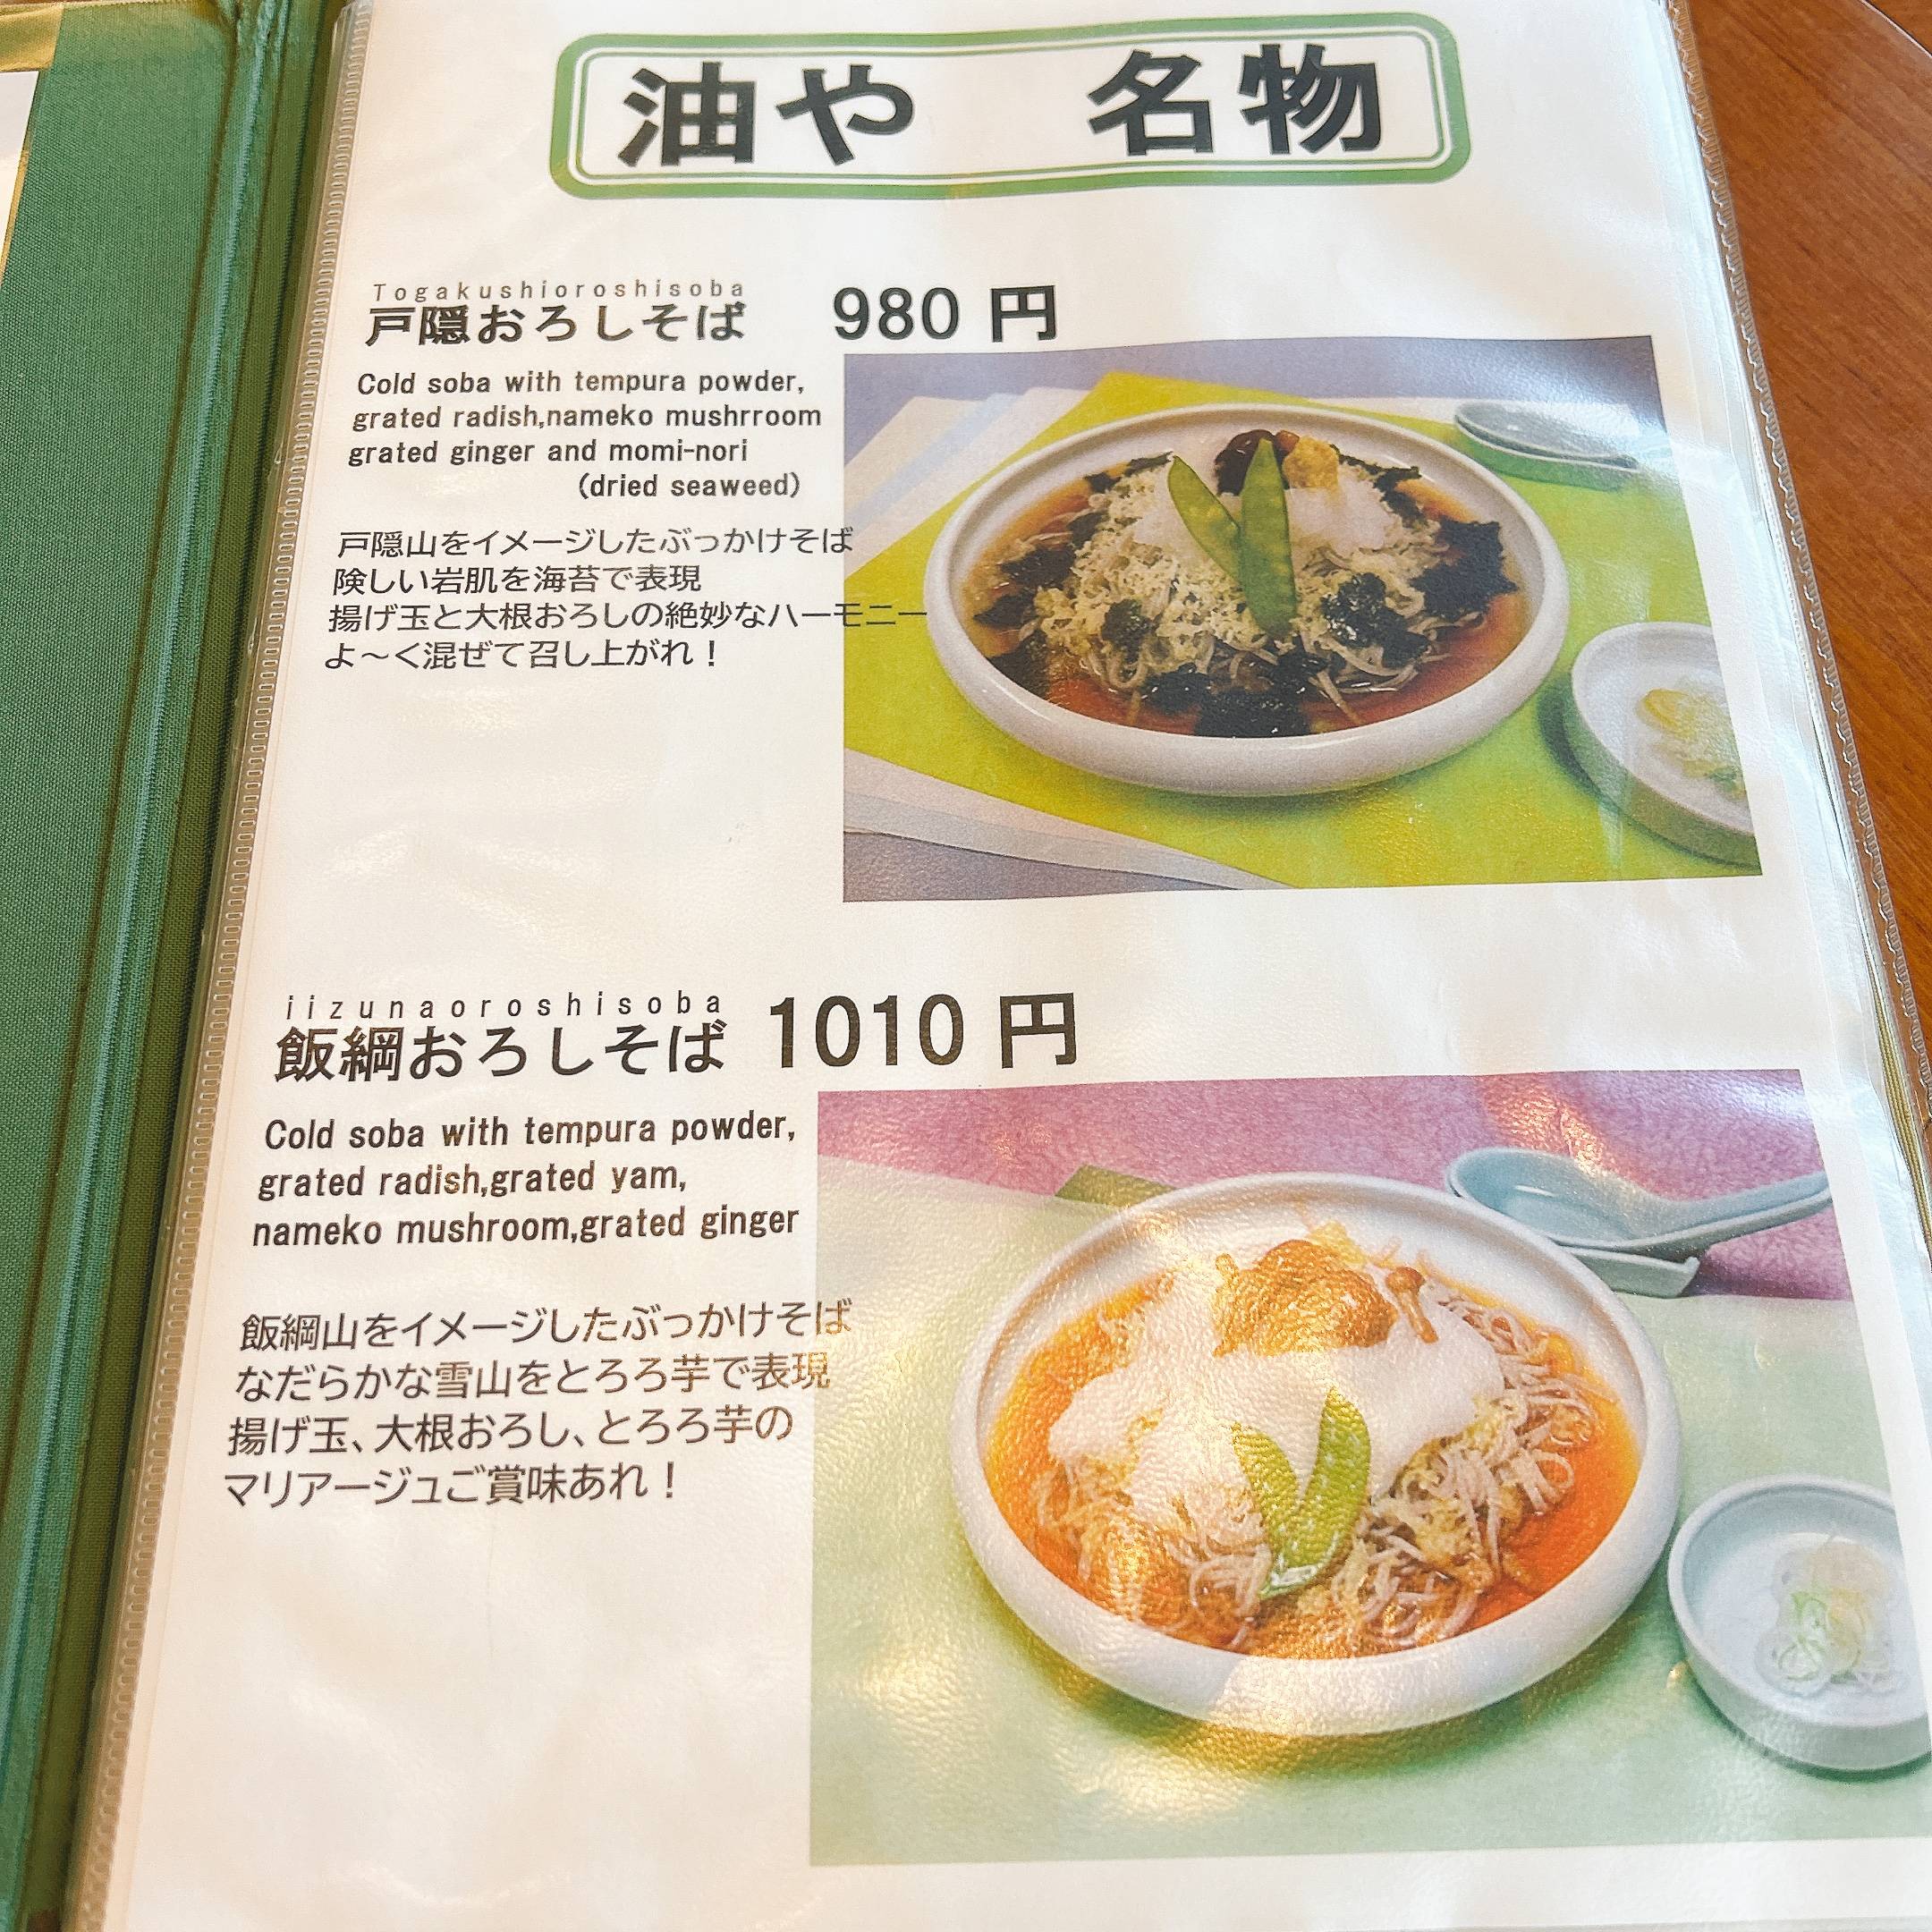 油や 名物
Togakushioroshisoba
戸隠おろしそば 980 円
Cold soba with tempura powder,
grated radish,nameko mushrroom
grated ginger and momi-nori
(dried seaweed)
戸隠山をイメージしたぶっかけそば
険しい岩肌を海苔で表現
揚げ玉と大根おろしの絶妙なハーモニー
よ～く混ぜて召し上がれ！
iizunaoroshisoba
飯綱おろしそば 1010 円
Cold soba with tempura powder,
grated radish,grated yam,
nameko mushroom,grated ginger
飯綱山をイメージしたぶっかけそば
なだらかな雪山をとろろ芋で表現
揚げ玉、大根おろし、とろろ芋の
マリアージュご賞味あれ！